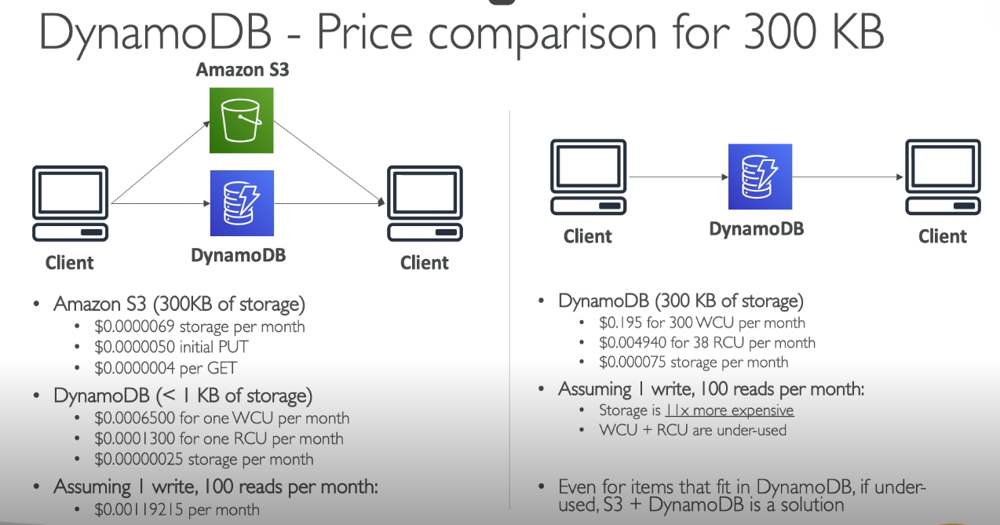 DynamoDB - Price comparison for 300 KB
Amazon S3
Client
DynamoDB
Client
• Amazon S3 (300KB of storage)
• $0.0000069 storage per month
• $0.0000050 initial PUT
• $0.0000004 per GET
• DynamoDB (< 1 KB of storage)
• $0.0006500 for one WCU per month
• $0.0001300 for one RCU per month
• $0.00000025 storage per month
• Assuming 1 write, 100 reads per month:
• $0.00119215 per month
Client
DynamoDB
Client
• DynamoDB (300 KB of storage)
• $0.195 for 300 WCU per month
• $0.004940 for 38 RCU per month
• $0.000075 storage per month
• Assuming 1 write, 100 reads per month:
• Storage is 11x more expensive
• WCU + RCU are under-used
• Even for items that fit in DynamoDB, if under-
used, S3 + DynamoDB is a solution